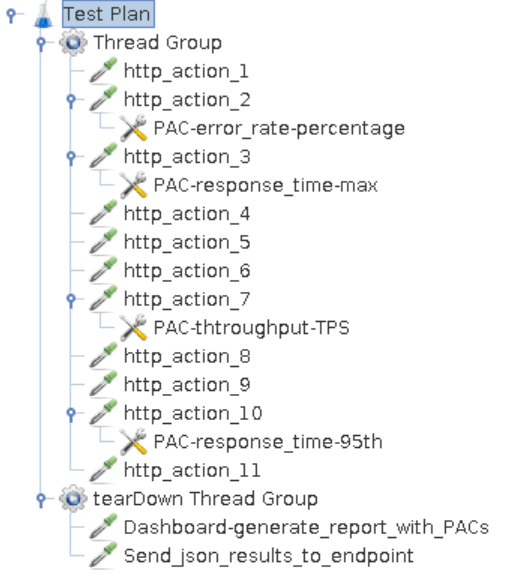 Test Plan
Thread Group
http_action_1
http_action_2
PAC-error_rate-percentage
http_action_3
PAC-response_time-max
http_action_4
http_action_5
http_action_6
http_action_7
PAC-thtroughput-TPS
http_action_8
http_action_9
http_action_10
PAC-response_time-95th
http_action_11
tearDown Thread Group
Dashboard-generate_report_with_PACs
Send_json_results_to_endpoint